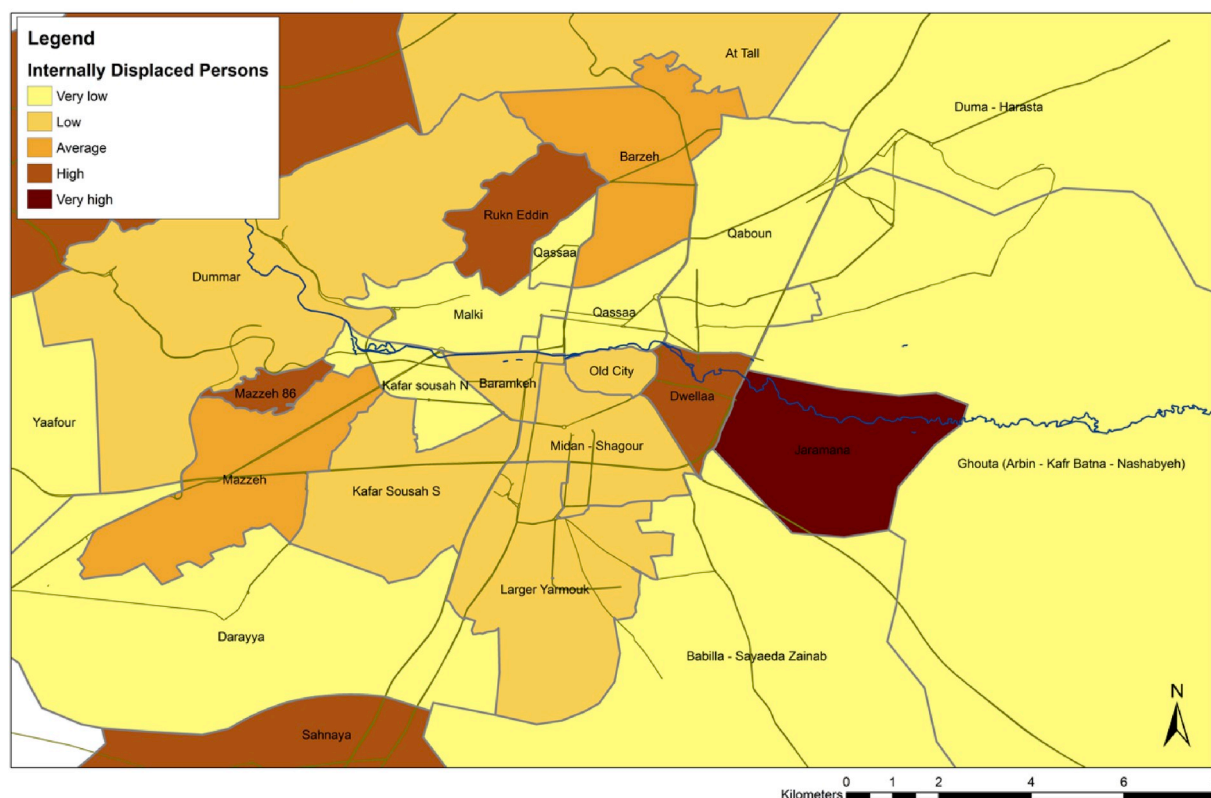 Legend
Internally Displaced Persons
Very low
Low
Average
High
Very high
At Tall
Duma - Harasta
Barzeh
Rukn Eddin
Qassaa
Qaboun
Dummar
Malki
Qassaa
Old City
Kafar sousah N
Baramkeh
Mazzeh 86
Dwellaa
Yaafour
Midan - Shagour
Jaramana
Ghouta (Arbin - Kafr Batna - Nashabyeh)
Mazzeh
Kafar Sousah S
Larger Yarmouk
Darayya
Babilla - Sayaeda Zainab
Sahnaya
N
0 1 2 4 6
Kilometers